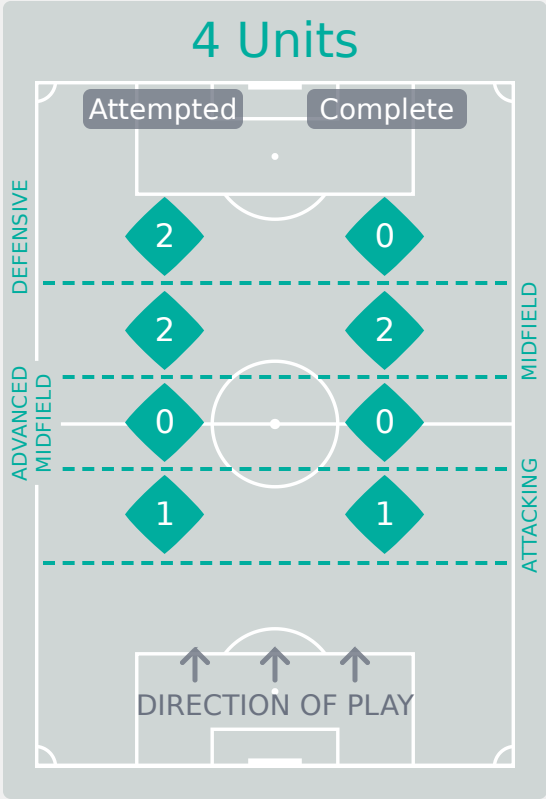 4 Units
Attempted Complete
DEFENSIVE
2 0
MIDFIELD
2 2
ADVANCED
MIDFIELD
0 0
ATTACKING
1 1
DIRECTION OF PLAY